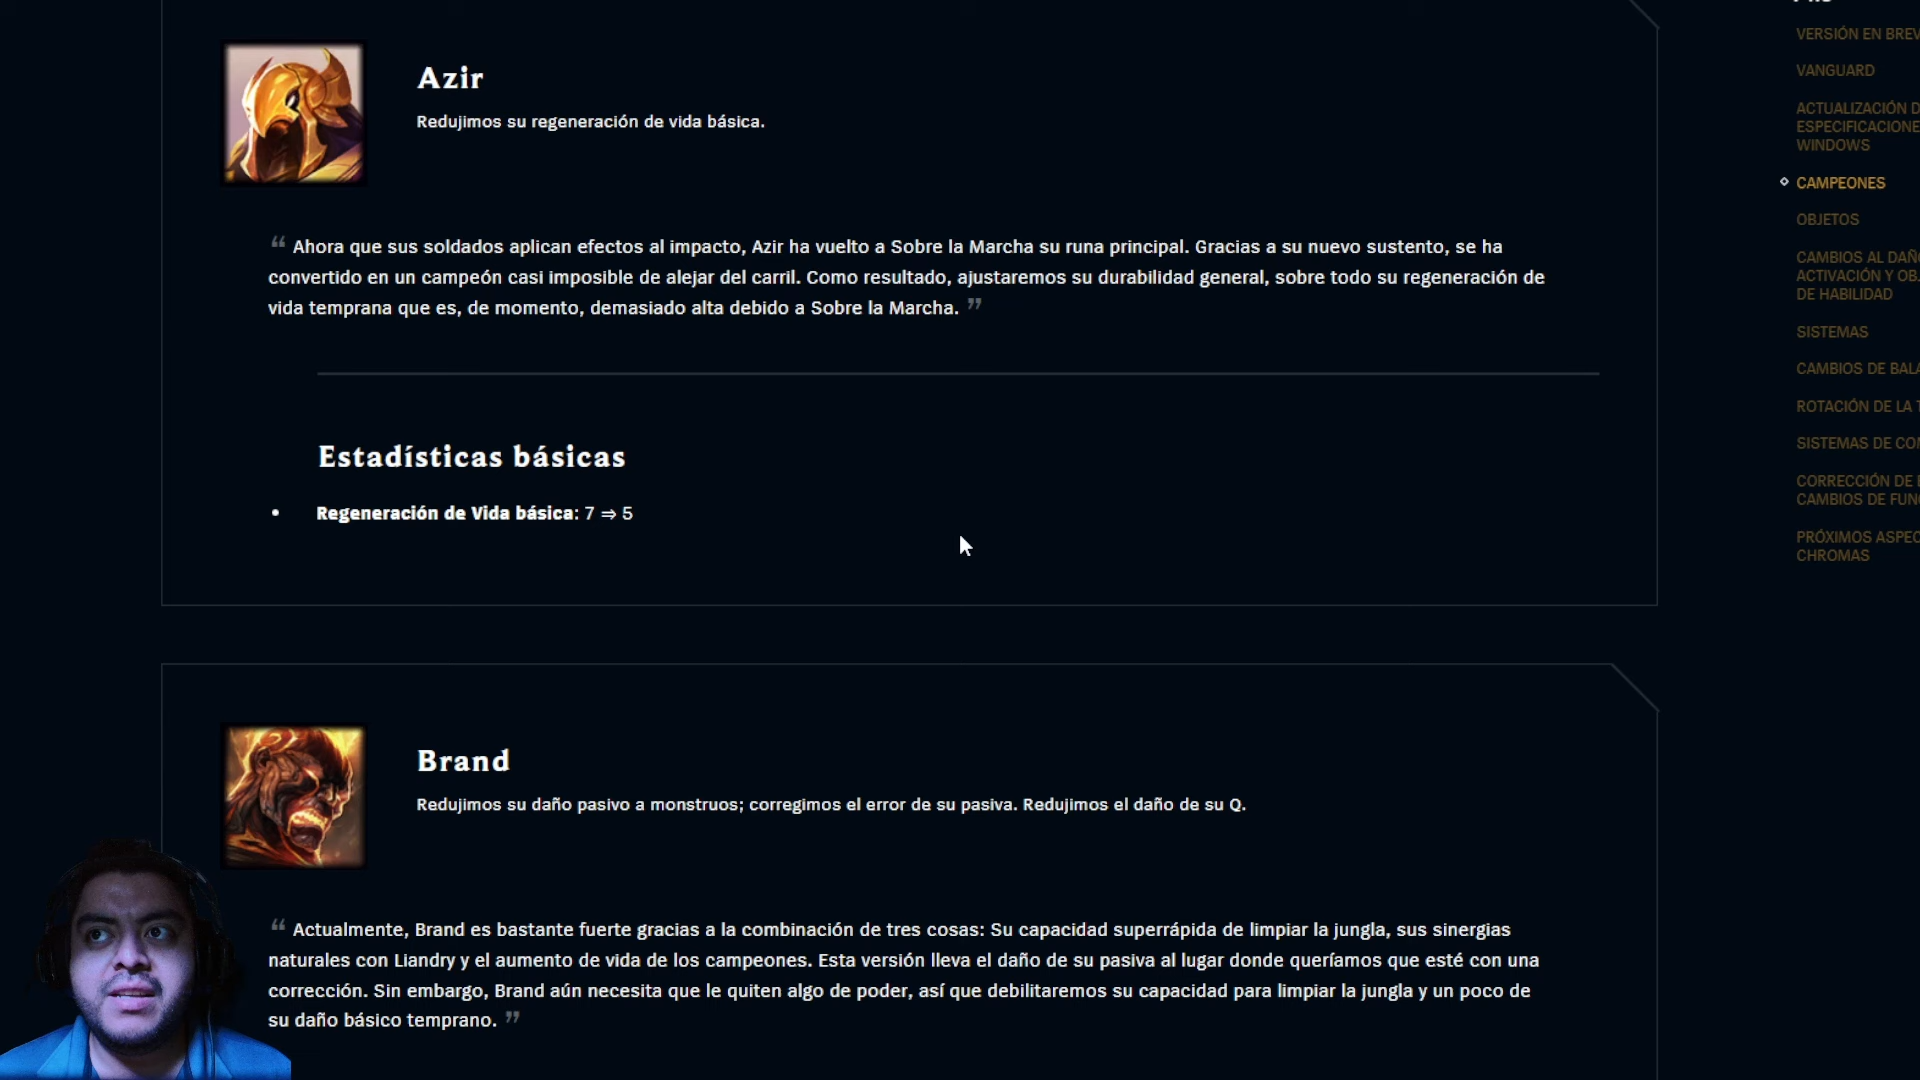 VERSIÓN EN BREV
VANGUARD
ACTUALIZACIÓN D
ESPECIFICACIONE
WINDOWS
CAMPEONES
OBJETOS
CAMBIOS AL DAÑ
ACTIVACIÓN Y OBJ
DE HABILIDAD
SISTEMAS
CAMBIOS DE BALA
ROTACIÓN DE LA T
SISTEMAS DE CO
CORRECCIÓN DE E
CAMBIOS DE FUN
PRÓXIMOS ASPEC
CHROMAS
Azir
Redujimos su regeneración de vida básica.
“ Ahora que sus soldados aplican efectos al impacto, Azir ha vuelto a Sobre la Marcha su runa principal. Gracias a su nuevo sustento, se ha
convertido en un campeón casi imposible de alejar del carril. Como resultado, ajustaremos su durabilidad general, sobre todo su regeneración de
vida temprana que es, de momento, demasiado alta debido a Sobre la Marcha. ”
Estadísticas básicas
• Regeneración de Vida básica: 7 ⇒ 5
Brand
Redujimos su daño pasivo a monstruos; corregimos el error de su pasiva. Redujimos el daño de su Q.
“ Actualmente, Brand es bastante fuerte gracias a la combinación de tres cosas: Su capacidad superrápida de limpiar la jungla, sus sinergias
naturales con Liandry y el aumento de vida de los campeones. Esta versión lleva el daño de su pasiva al lugar donde queríamos que esté con una
corrección. Sin embargo, Brand aún necesita que le quiten algo de poder, así que debilitaremos su capacidad para limpiar la jungla y un poco de
su daño básico temprano. ”